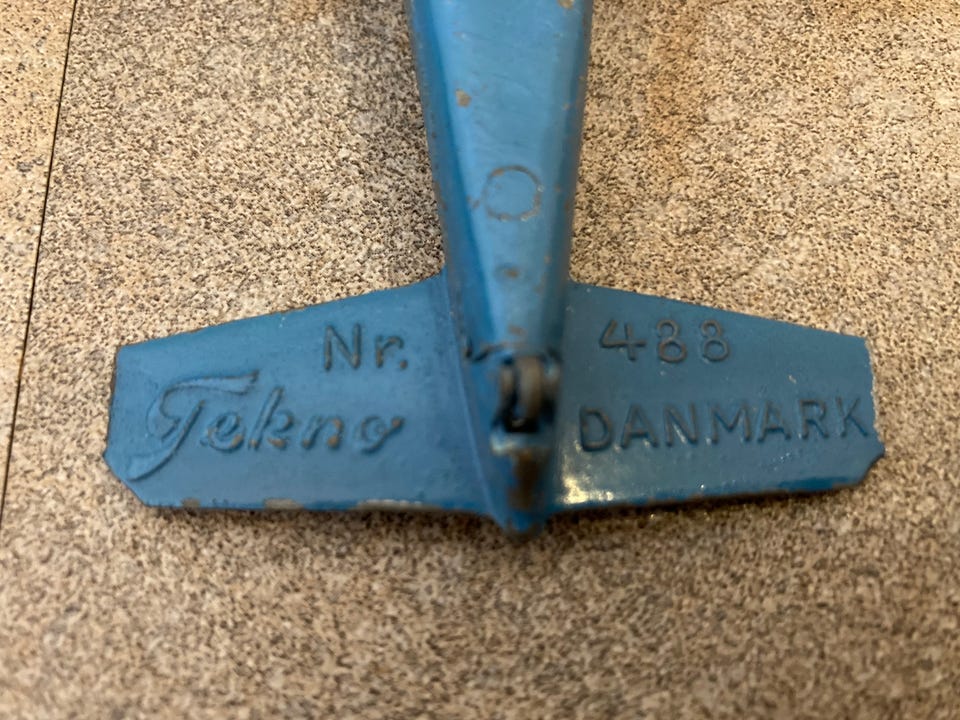 Nr. 488
Tekno DANMARK